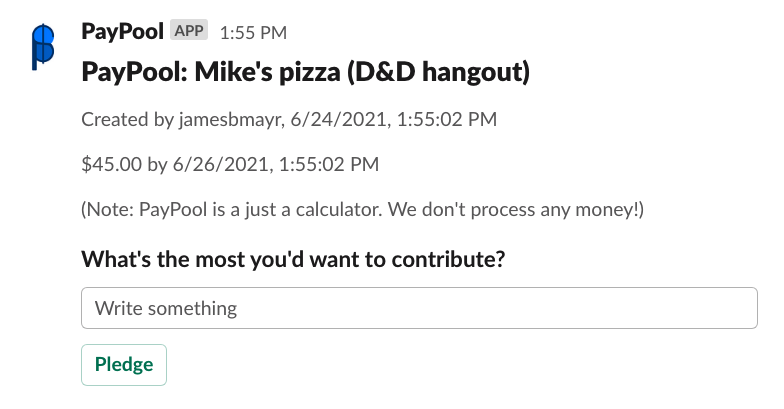 PayPool APP 1:55 PM
PayPool: Mike's pizza (D&D hangout)
Created by jamesbmayr, 6/24/2021, 1:55:02 PM
$45.00 by 6/26/2021, 1:55:02 PM
(Note: PayPool is a just a calculator. We don't process any money!)
What's the most you'd want to contribute?
Write something
Pledge